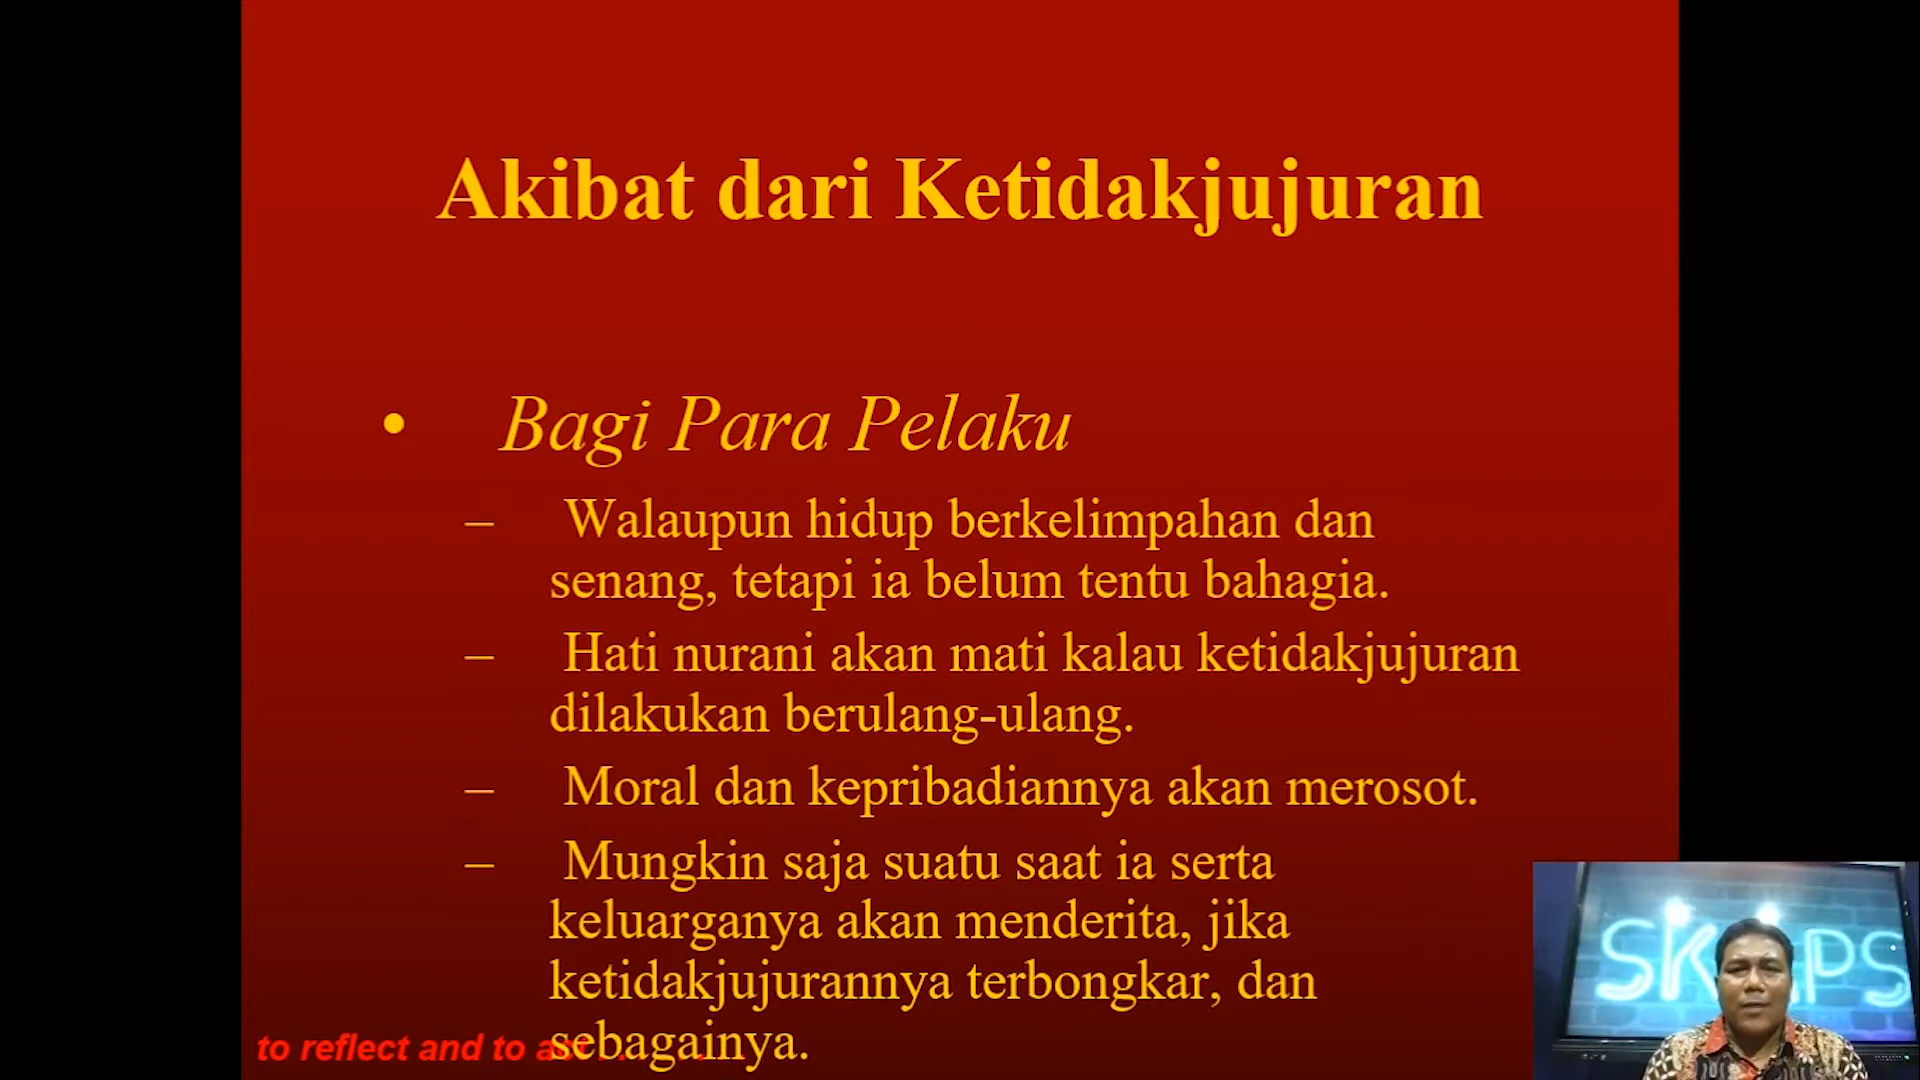 Akibat dari Ketidakjujuran
• Bagi Para Pelaku
– Walaupun hidup berkelimpahan dan
senang, tetapi ia belum tentu bahagia.
– Hati nurani akan mati kalau ketidakjujuran
dilakukan berulang-ulang.
– Moral dan kepribadiannya akan merosot.
– Mungkin saja suatu saat ia serta
keluarganya akan menderita, jika
ketidakjujurannya terbongkar, dan
sebagainya.
to reflect and to